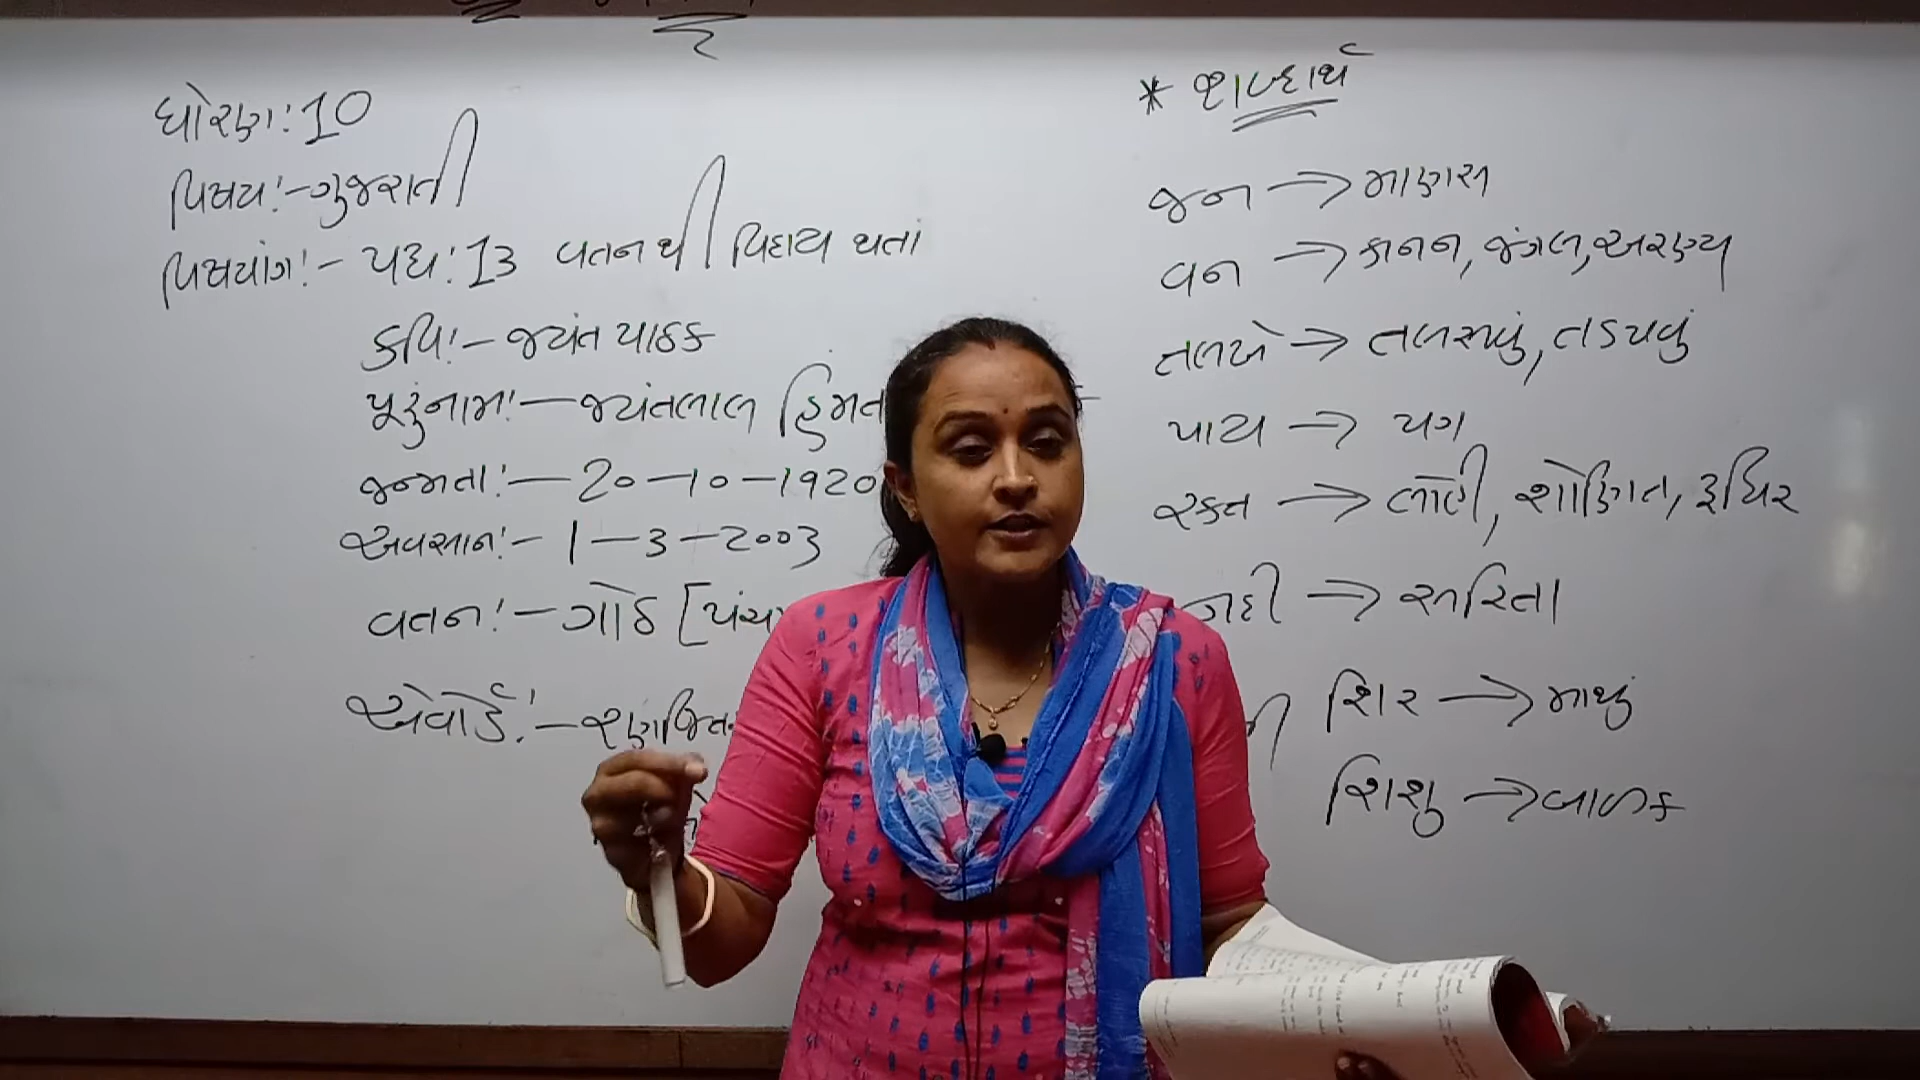 ધોરણ:10
વિષય:-ગુજરાતી
વિષયાંગ:- પદ્ય:13 વતનથી વિદાય થતાં
કવિ:-જયંત પાઠક
પૂરું નામ:-જયંતલાલ હિંમત
જન્મતા:-20-10-1920
અવસાન:-1-3-2003
વતન:-ગોઠ [પંચ
એવોર્ડ:-રણજિત
* શબ્દાર્થ
જન → માણસ
વન → કાનન, જંગલ, અરણ્ય
તલખે → તલસવું, તડપવું
પાય → પગ
રક્ત → લોહી, શોણિત, રૂધિર
નદી → સરિતા
શિર → માથું
શિશુ → બાળક